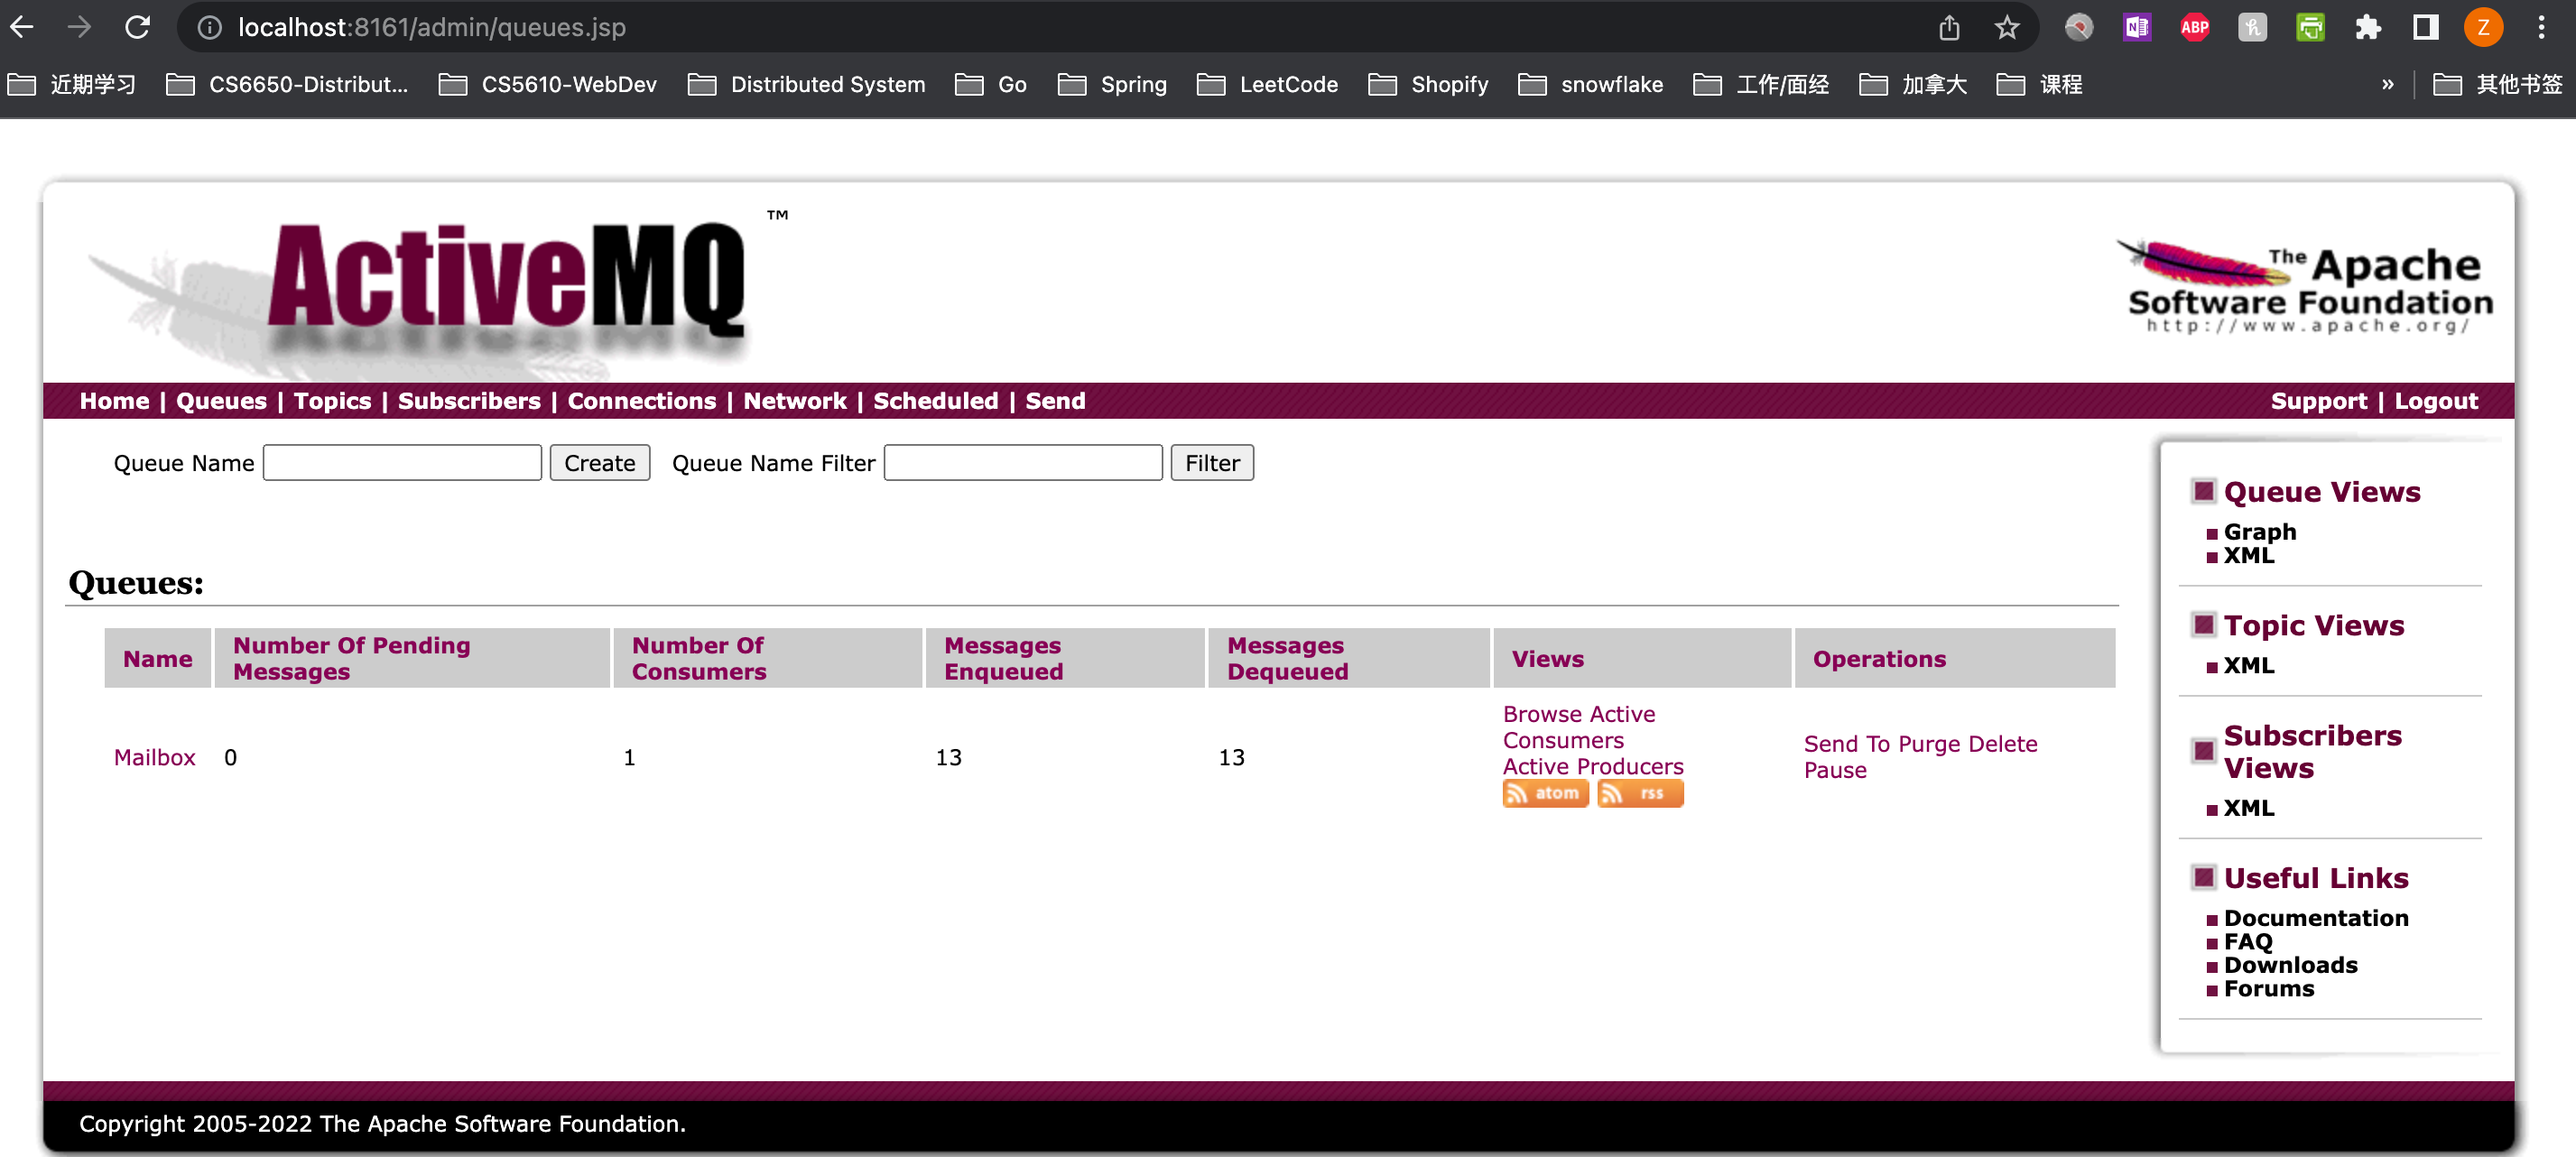 localhost:8161/admin/queues.jsp
ABP
Z
近期学习
CS6650-Distribut...
CS5610-WebDev
Distributed System
Go
Spring
LeetCode
Shopify
snowflake
工作/面经
加拿大
课程
»
其他书签
ActiveMQ™
The Apache
Software Foundation
http://www.apache.org/
Home | Queues | Topics | Subscribers | Connections | Network | Scheduled | Send
Support | Logout
Queue Name Create Queue Name Filter Filter
Queue Views
Graph
XML
Topic Views
XML
Subscribers
Views
XML
Useful Links
Documentation
FAQ
Downloads
Forums
Queues:
Name
Number Of Pending
Messages
Number Of
Consumers
Messages
Enqueued
Messages
Dequeued
Views
Operations
Mailbox 0 1 13 13
Browse Active
Consumers
Active Producers
atom rss
Send To Purge Delete
Pause
Copyright 2005-2022 The Apache Software Foundation.